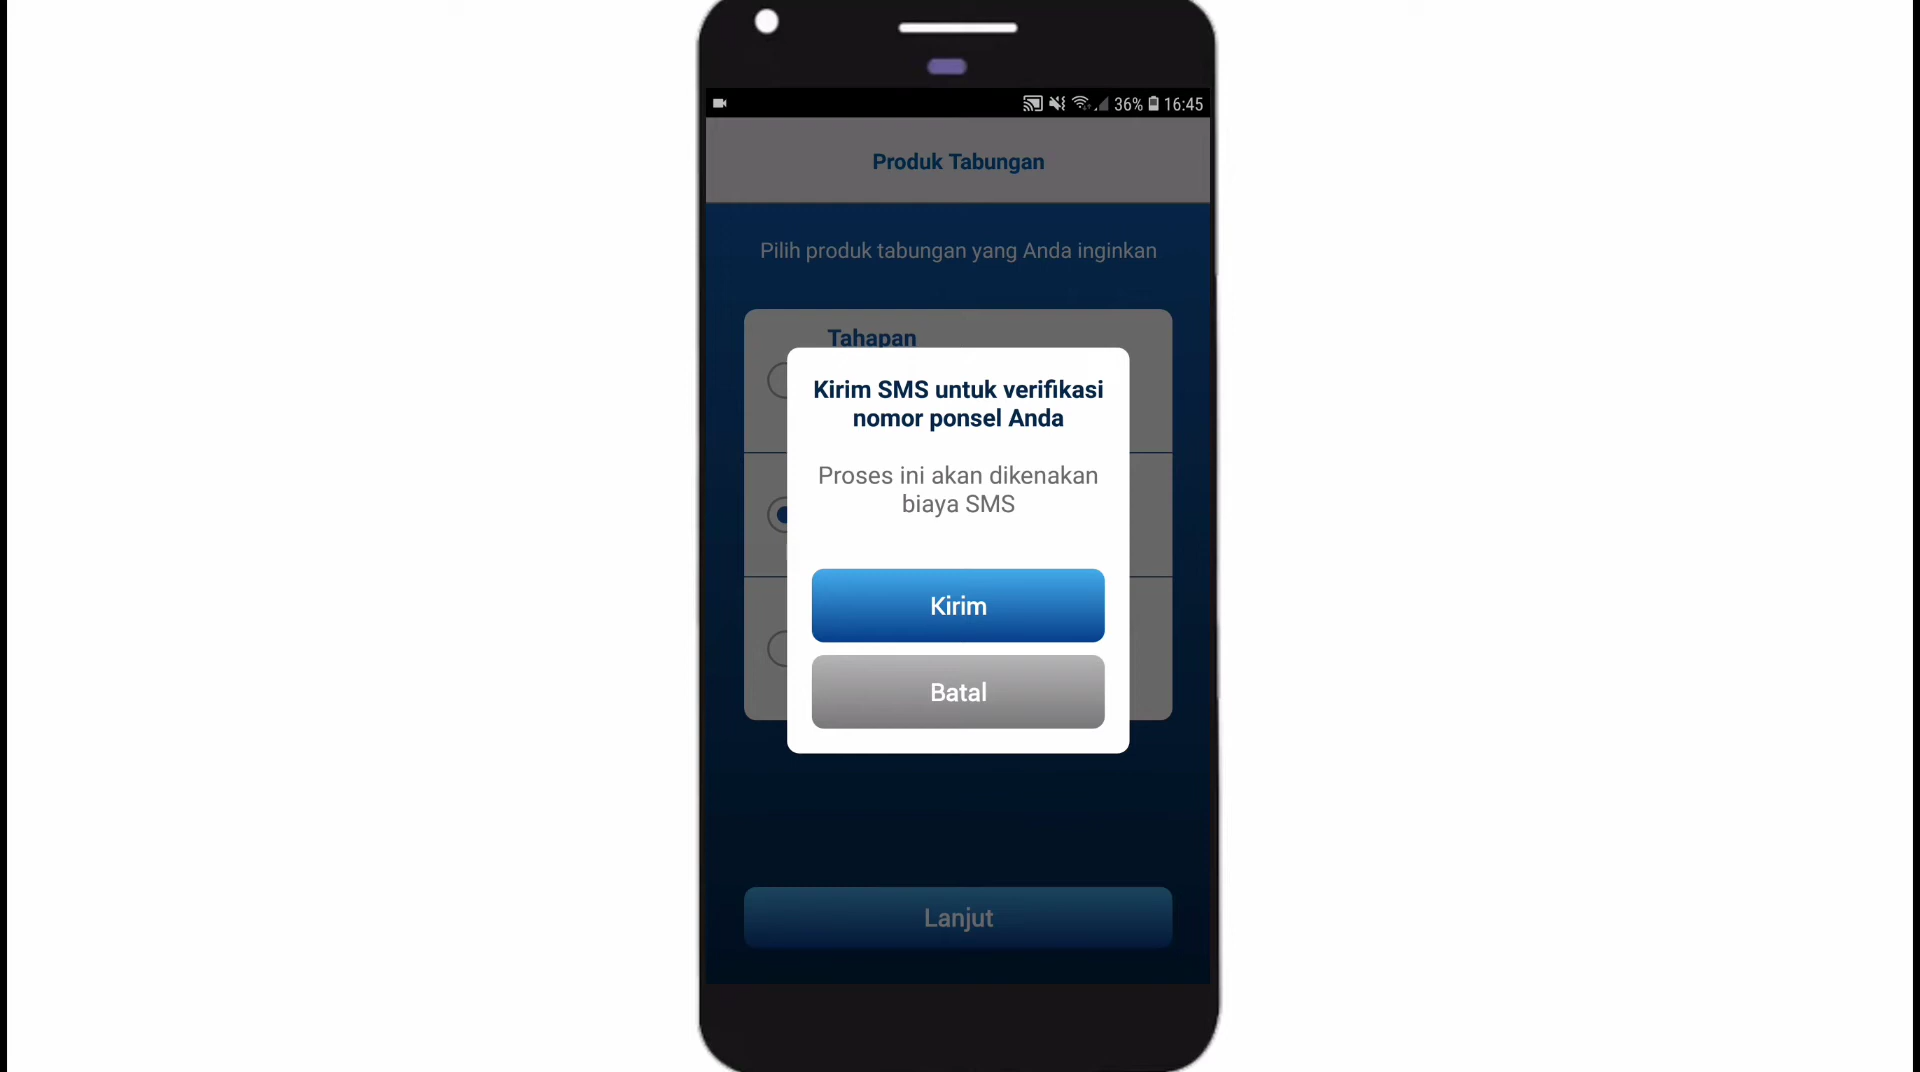 36% 16:45
Produk Tabungan
Pilih produk tabungan yang Anda inginkan
Tahapan
Kirim SMS untuk verifikasi
nomor ponsel Anda
Proses ini akan dikenakan
biaya SMS
Kirim
Batal
Lanjut